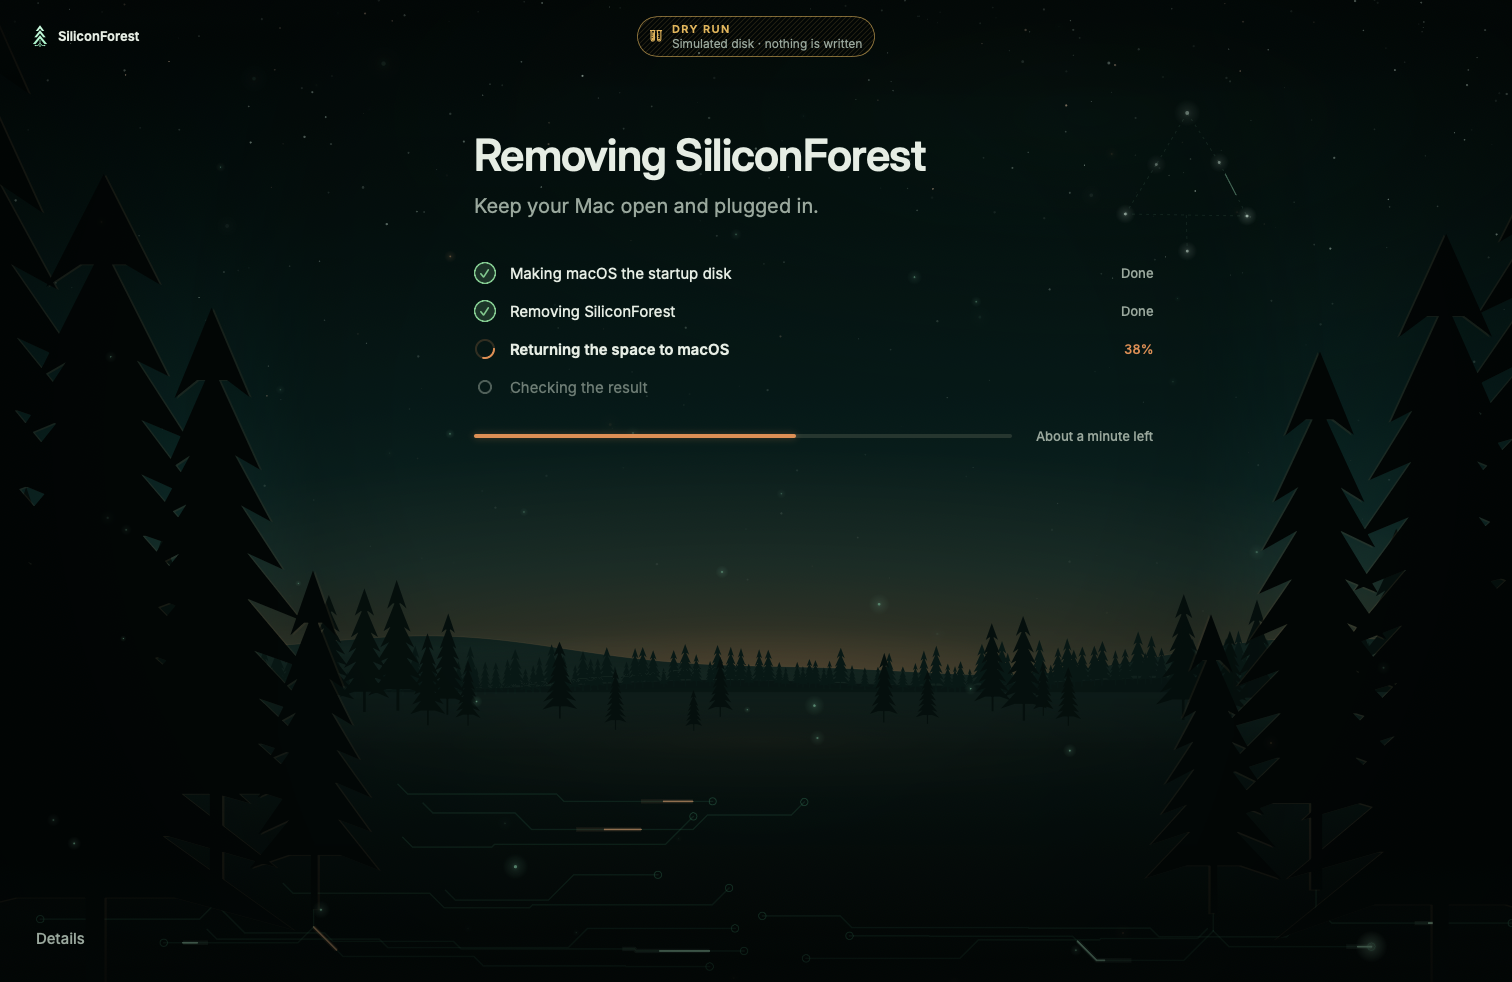 SiliconForest
DRY RUN
Simulated disk · nothing is written
Removing SiliconForest
Keep your Mac open and plugged in.
Making macOS the startup disk
Done
Removing SiliconForest
Done
Returning the space to macOS
38%
Checking the result
About a minute left
Details